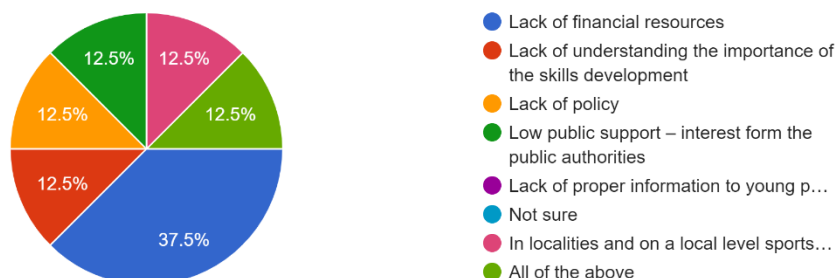 12.5%
12.5%
12.5%
12.5%
12.5%
37.5%
Lack of financial resources
Lack of understanding the importance of
the skills development
Lack of policy
Low public support – interest form the
public authorities
Lack of proper information to young p…
Not sure
In localities and on a local level sports…
All of the above